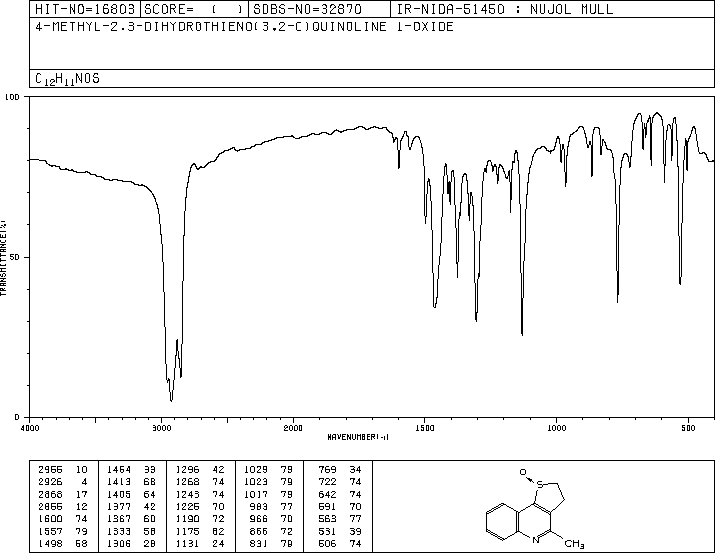 HIT-NO=16803 SCORE= ( ) SDBS-NO=32870 IR-NIDA-51450 : NUJOL MULL
4-METHYL-2.3-DIHYDROTHIENO(3.2-C)QUINOLINE 1-OXIDE
C12H11NOS
100
50
0
TRANSMITTANCE(%)
4000 3000 2000 1500 1000 500
WAVENUMBER(-1)
2955 10 1464 33 1296 42 1029 79 769 34
2926 4 1413 68 1268 74 1023 79 722 74
2868 17 1405 64 1243 74 1017 79 642 74
2855 12 1377 42 1225 70 983 77 591 70
1600 74 1367 60 1190 72 966 70 563 77
1557 79 1333 58 1175 62 866 72 531 39
1498 58 1306 28 1131 24 831 79 506 74
O
S
N
CH3